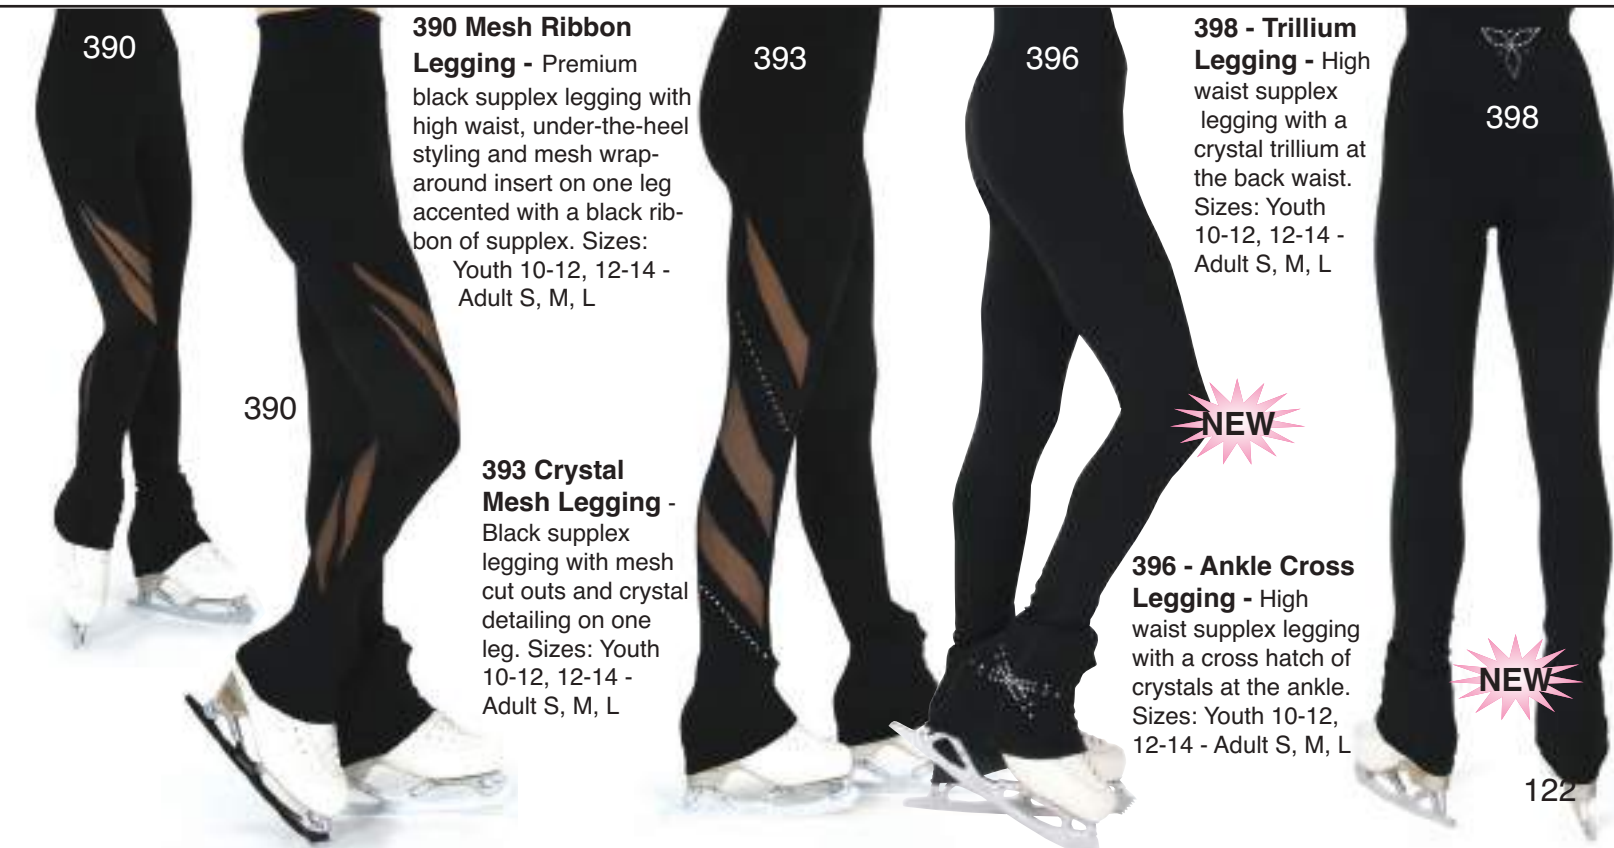 390
390 Mesh Ribbon
Legging - Premium
black supplex legging with
high waist, under-the-heel
styling and mesh wrap-
around insert on one leg
accented with a black rib-
bon of supplex. Sizes:
Youth 10-12, 12-14 -
Adult S, M, L
390
393 Crystal
Mesh Legging -
Black supplex
legging with mesh
cut outs and crystal
detailing on one
leg. Sizes: Youth
10-12, 12-14 -
Adult S, M, L
393
396
398 - Trillium
Legging - High
waist supplex
legging with a
crystal trillium at
the back waist.
Sizes: Youth
10-12, 12-14 -
Adult S, M, L
398
NEW
396 - Ankle Cross
Legging - High
waist supplex legging
with a cross hatch of
crystals at the ankle.
Sizes: Youth 10-12,
12-14 - Adult S, M, L
NEW
122